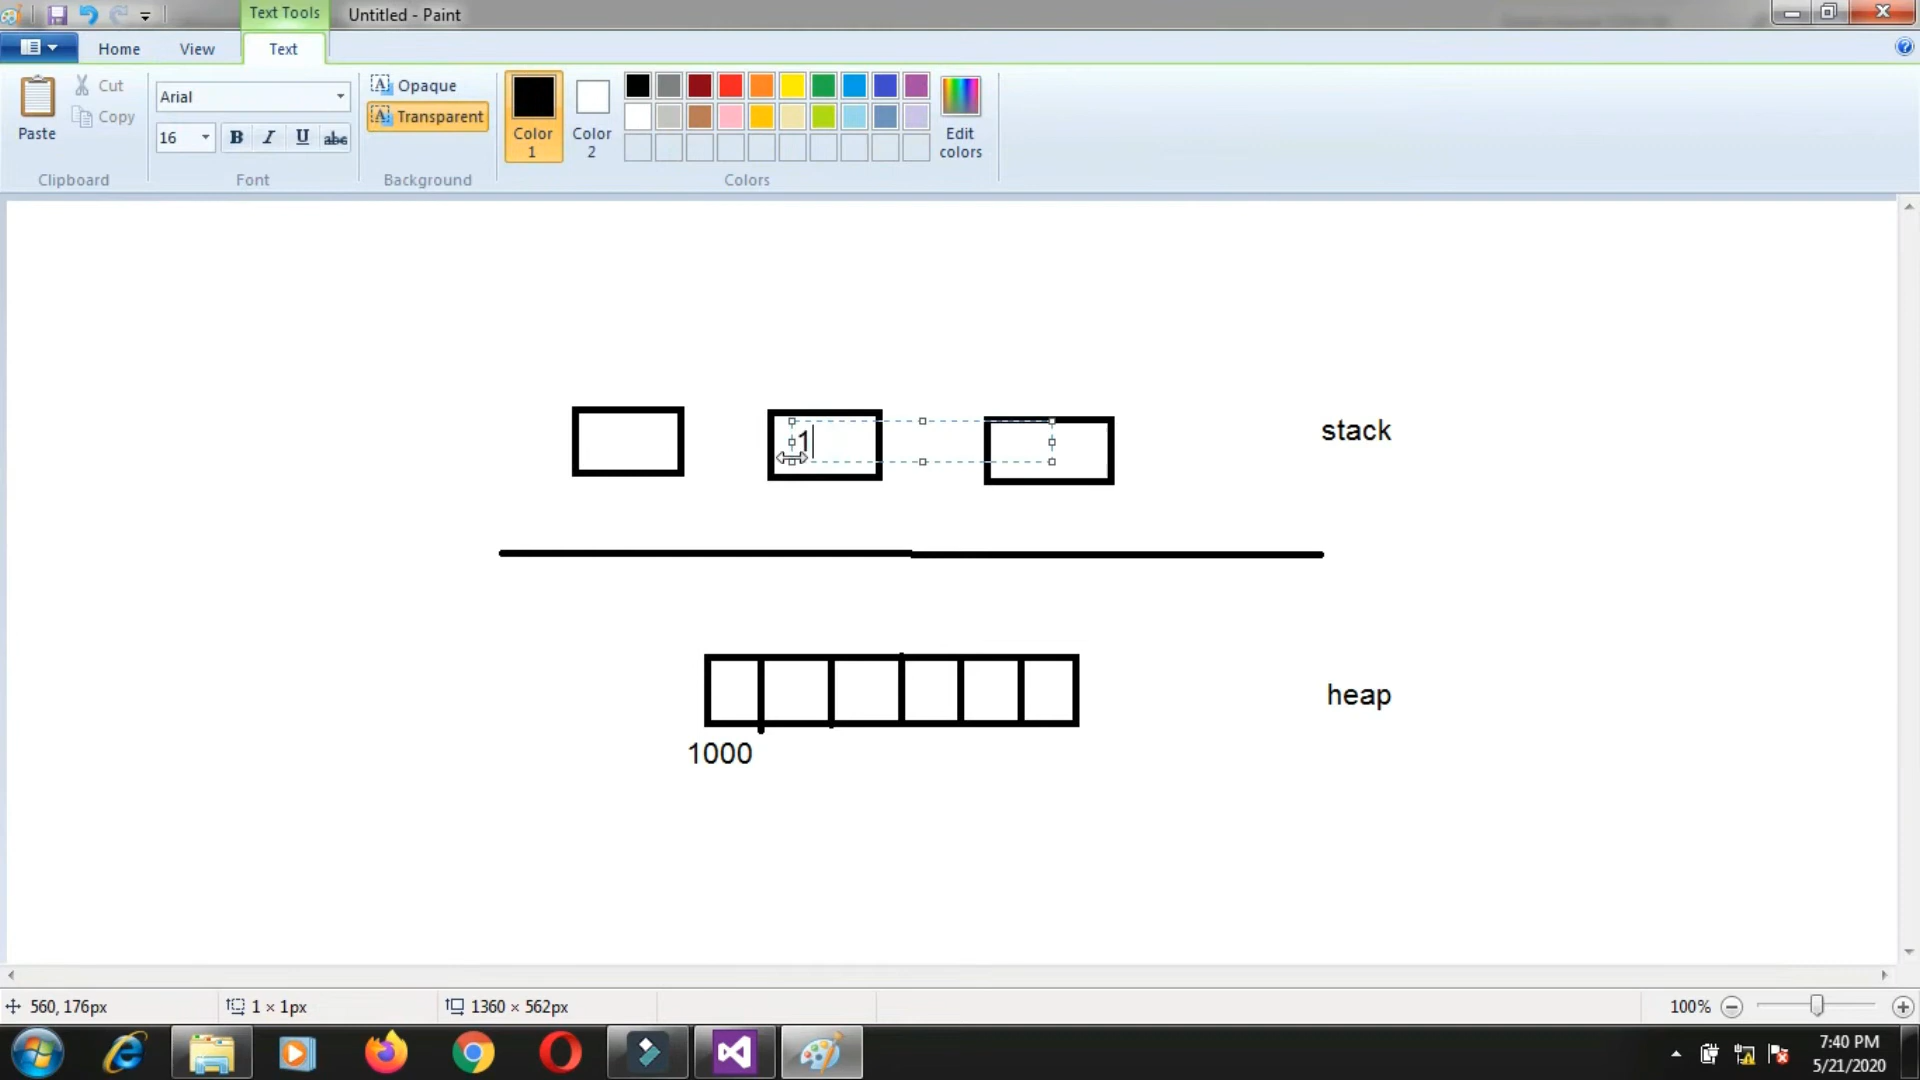 Text Tools
Untitled - Paint
Home
View
Text
Paste
Cut
Copy
Clipboard
Arial
16
B I U abc
Font
Opaque
Transparent
Background
Color 1
Color 2
Edit colors
Colors
1
stack
heap
1000
560, 176px
1 × 1px
1360 × 562px
100%
7:40 PM
5/21/2020